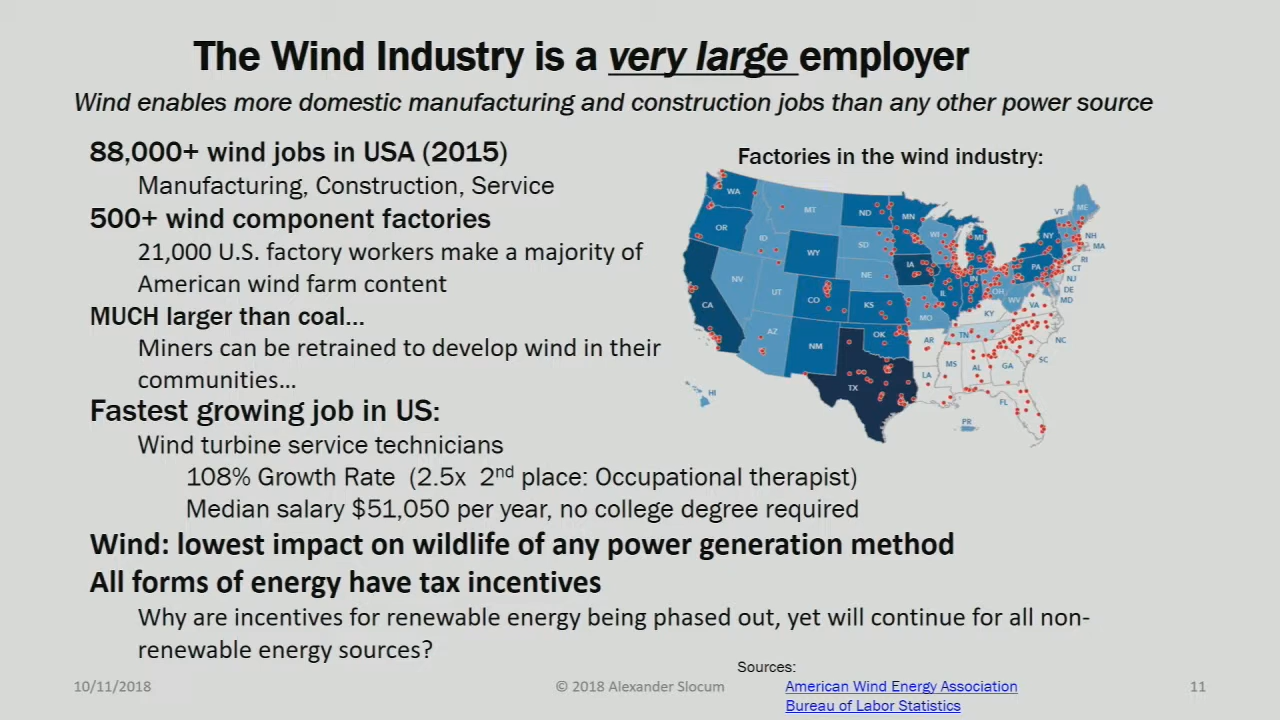 The Wind Industry is a very large employer
Wind enables more domestic manufacturing and construction jobs than any other power source
88,000+ wind jobs in USA (2015)
Manufacturing, Construction, Service
500+ wind component factories
21,000 U.S. factory workers make a majority of
American wind farm content
MUCH larger than coal…
Miners can be retrained to develop wind in their
communities…
Fastest growing job in US:
Wind turbine service technicians
108% Growth Rate (2.5x 2nd place: Occupational therapist)
Median salary $51,050 per year, no college degree required
Wind: lowest impact on wildlife of any power generation method
All forms of energy have tax incentives
Why are incentives for renewable energy being phased out, yet will continue for all non-
renewable energy sources?
Factories in the wind industry:
WA
MT
ND
MN
VT
ME
OR
ID
SD
WI
MI
NY
NH
MA
WY
IA
PA
RI
CT
NJ
NV
UT
NE
IL
IN
OH
DE
MD
CA
CO
KS
MO
KY
WV
VA
AZ
NM
OK
AR
TN
NC
SC
TX
LA
MS
AL
GA
FL
HI
PR
Sources:
American Wind Energy Association
Bureau of Labor Statistics
10/11/2018
© 2018 Alexander Slocum
11